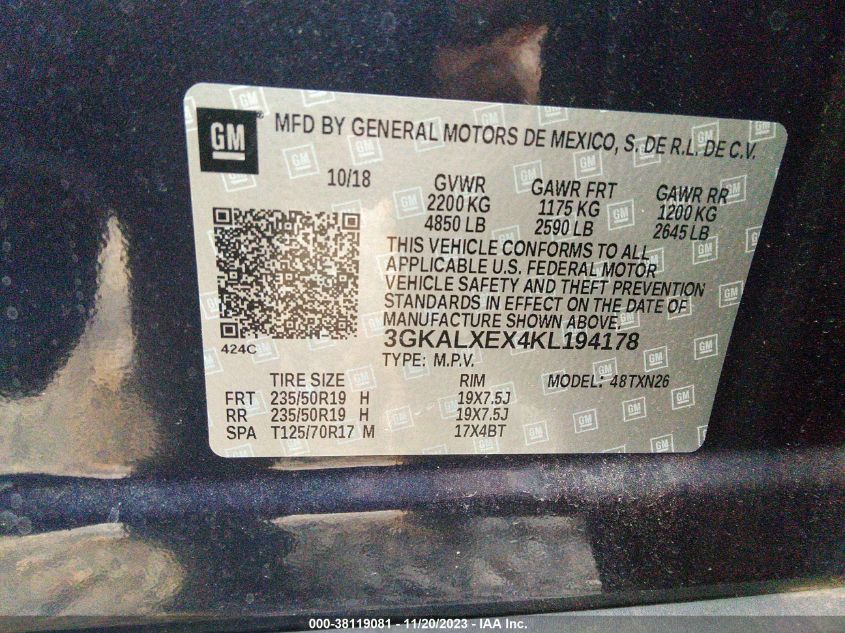 GM ®
MFD BY GENERAL MOTORS DE MEXICO, S. DE R.L. DE C.V.
10/18 GVWR GAWR FRT GAWR RR
2200 KG 1175 KG 1200 KG
4850 LB 2590 LB 2645 LB
THIS VEHICLE CONFORMS TO ALL
APPLICABLE U.S. FEDERAL MOTOR
VEHICLE SAFETY AND THEFT PREVENTION
STANDARDS IN EFFECT ON THE DATE OF
MANUFACTURE SHOWN ABOVE.
424C
3GKALXEX4KL194178
TYPE: M.P.V.
TIRE SIZE RIM MODEL: 48TXN26
FRT 235/50R19 H 19X7.5J
RR 235/50R19 H 19X7.5J
SPA T125/70R17 M 17X4BT
000-38119081 - 11/20/2023 - IAA Inc.